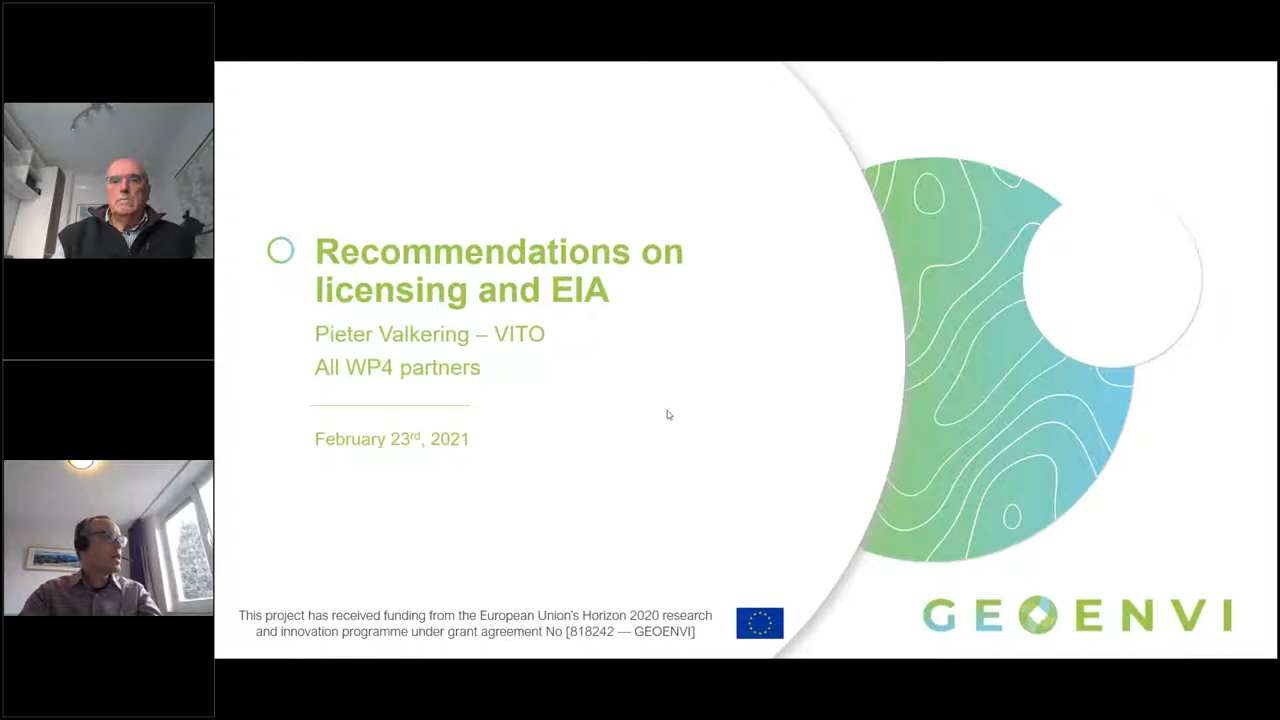 Recommendations on
licensing and EIA
Pieter Valkering – VITO
All WP4 partners
February 23rd, 2021
This project has received funding from the European Union's Horizon 2020 research
and innovation programme under grant agreement No [818242 — GEOENVI]
GEOENVI